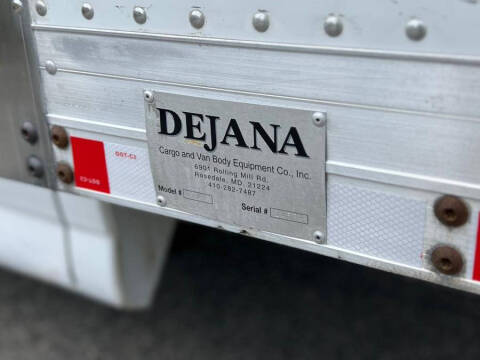 DEJANA
Cargo and Van Body Equipment Co., Inc.
6901 Rolling Mill Rd.
Rosedale, MD. 21224
410-282-7487
Model #
Serial #
DOT-C2